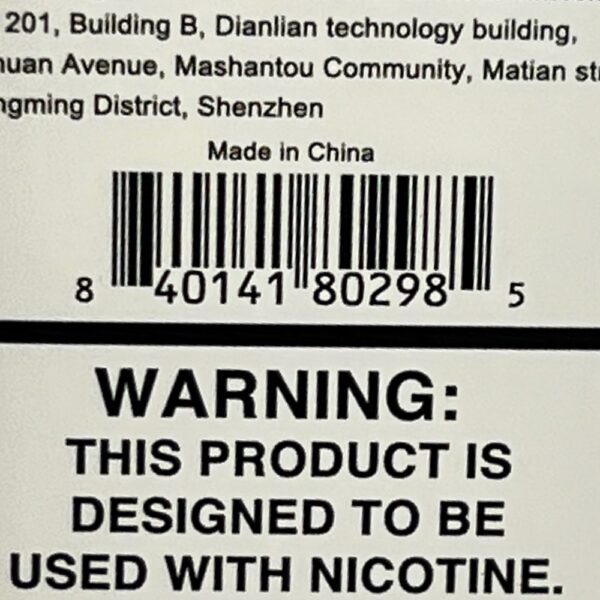 201, Building B, Dianlian technology building,
Avenue, Mashantou Community, Matian
District, Shenzhen
Made in China
8 40141 80298 5
WARNING:
THIS PRODUCT IS
DESIGNED TO BE
USED WITH NICOTINE.